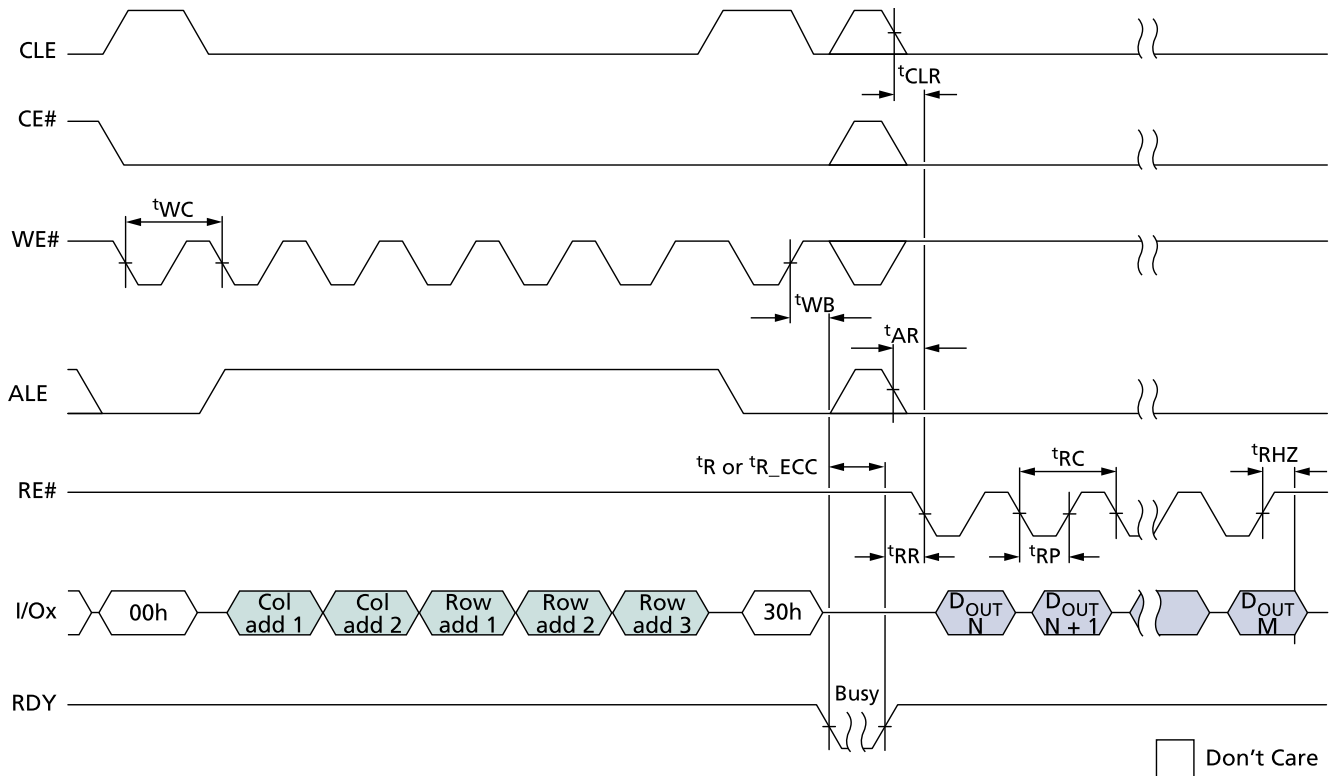 CLE
tCLR
CE#
tWC
WE#
tWB
tAR
ALE
tR or tR_ECC
tRC
tRHZ
RE#
tRR
tRP
I/Ox
00h
Col
add 1
Col
add 2
Row
add 1
Row
add 2
Row
add 3
30h
DOUT
N
DOUT
N + 1
DOUT
M
RDY
Busy
Don't Care